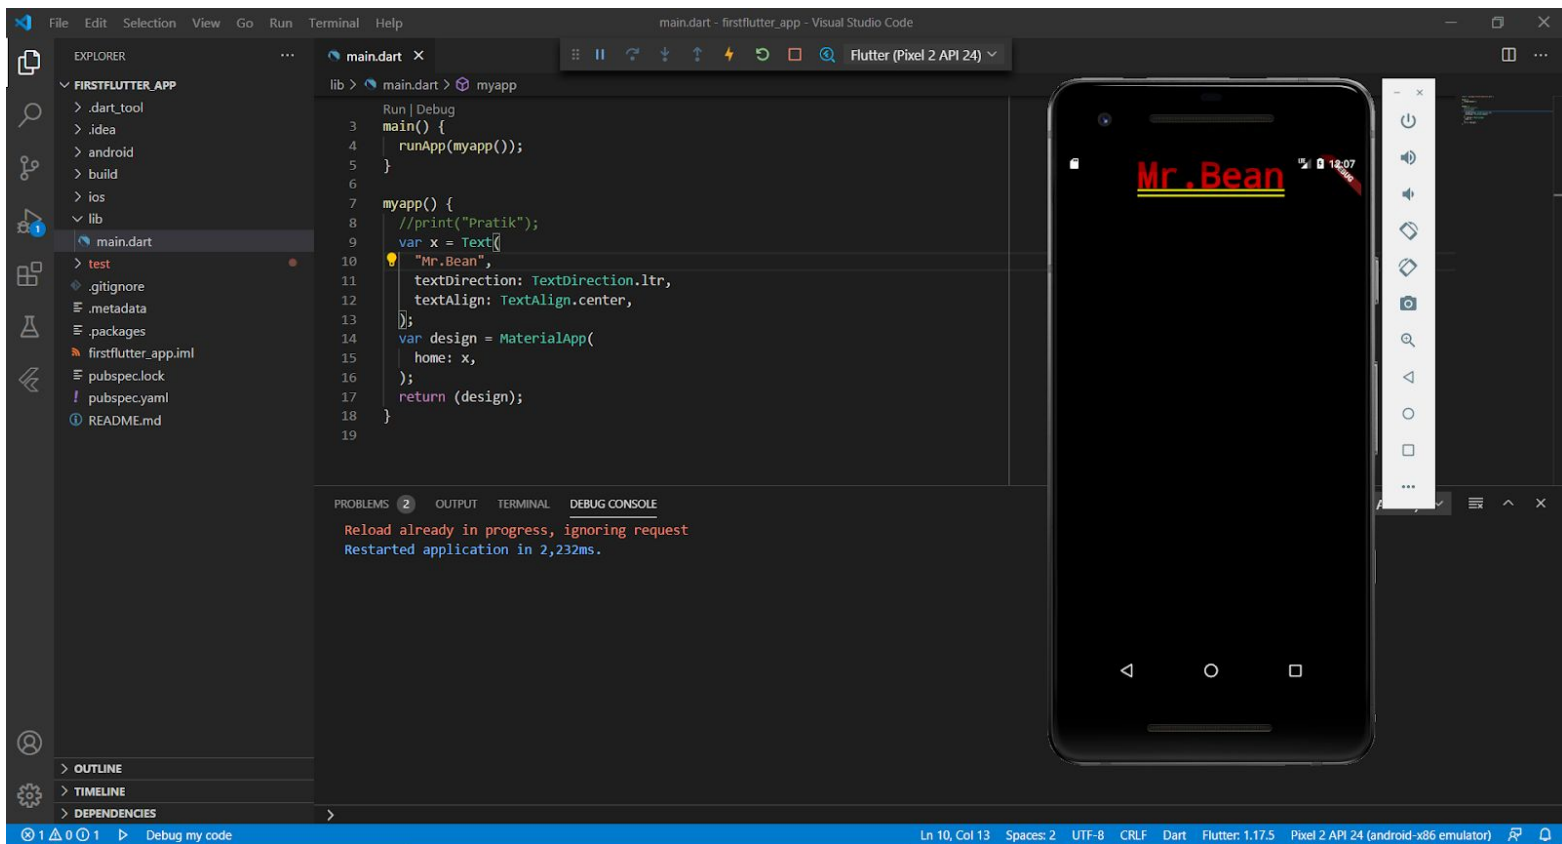 File Edit Selection View Go Run Terminal Help
main.dart - firstflutter_app - Visual Studio Code
EXPLORER
FIRSTFLUTTER_APP
.dart_tool
.idea
android
build
ios
lib
main.dart
test
.gitignore
.metadata
.packages
firstflutter_app.iml
pubspec.lock
pubspec.yaml
README.md
OUTLINE
TIMELINE
DEPENDENCIES
main.dart
Flutter (Pixel 2 API 24)
lib > main.dart > myapp
Run | Debug
3 main() {
4 runApp(myapp());
5 }
6
7 myapp() {
8 //print("Pratik");
9 var x = Text(
10 "Mr.Bean",
11 textDirection: TextDirection.ltr,
12 textAlign: TextAlign.center,
13 );
14 var design = MaterialApp(
15 home: x,
16 );
17 return (design);
18 }
19
PROBLEMS 2 OUTPUT TERMINAL DEBUG CONSOLE
Reload already in progress, ignoring request
Restarted application in 2,232ms.
Mr.Bean
DEBUG
1
1 0 1 Debug my code
Ln 10, Col 13 Spaces: 2 UTF-8 CRLF Dart Flutter: 1.17.5 Pixel 2 API 24 (android-x86 emulator)